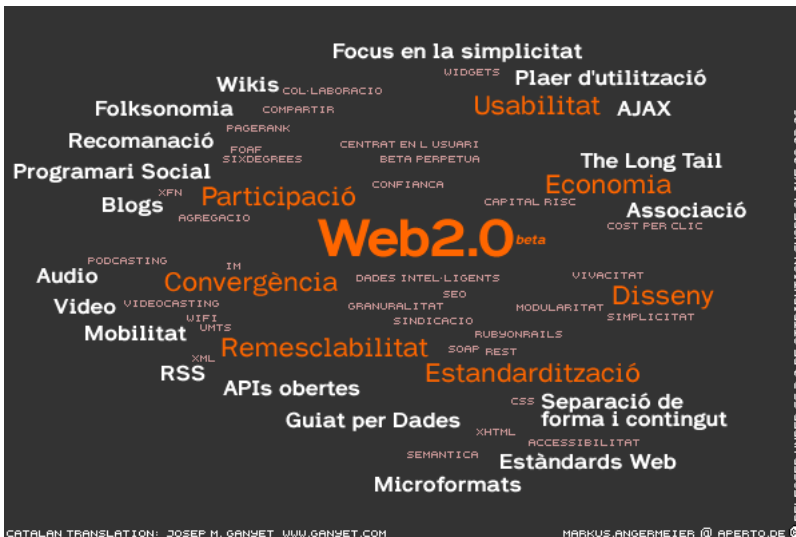 Focus en la simplicitat
WIDGETS
Plaer d'utilització
Wikis
COL·LABORACIO
Folksonomia
COMPARTIR
Usabilitat
AJAX
PAGERANK
Recomanació
FOAF
SIXDEGREES
CENTRAT EN L USUARI
BETA PERPETUA
The Long Tail
Programari Social
CONFIANCA
Economia
XFN
Participació
CAPITAL RISC
Blogs
Associació
AGREGACIO
COST PER CLIC
Web2.0 beta
PODCASTING
IM
Audio
Convergència
DADES INTEL·LIGENTS
VIVACITAT
SEO
Disseny
Video
VIDEOCASTING
GRANURALITAT
MODULARITAT
WIFI
SINDICACIO
SIMPLICITAT
Mobilitat
UMTS
RUBYONRAILS
Remesclabilitat
SOAP
REST
XML
RSS
Estandardització
APIs obertes
CSS
Separació de
forma i contingut
Guiat per Dades
XHTML
ACCESSIBILITAT
SEMANTICA
Estàndards Web
Microformats
CATALAN TRANSLATION: JOSEP M. GANYET WWW.GANYET.COM
MARKUS.ANGERMEIER @ APERTO.DE